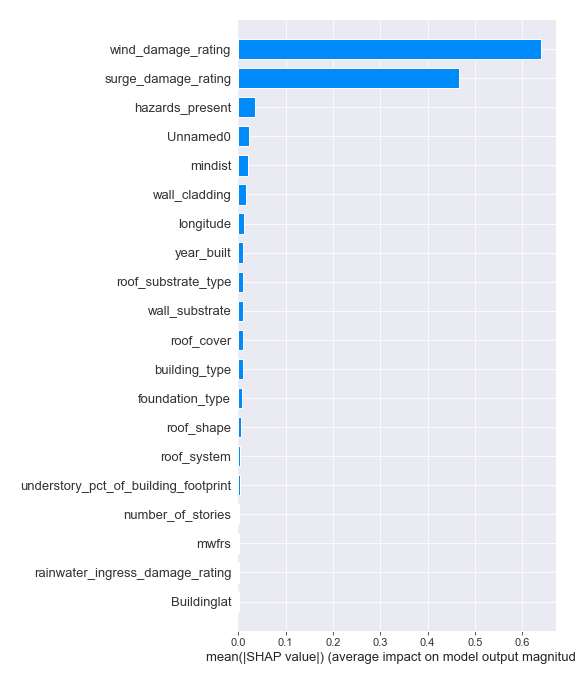 wind_damage_rating
surge_damage_rating
hazards_present
Unnamed0
mindist
wall_cladding
longitude
year_built
roof_substrate_type
wall_substrate
roof_cover
building_type
foundation_type
roof_shape
roof_system
understory_pct_of_building_footprint
number_of_stories
mwfrs
rainwater_ingress_damage_rating
Buildinglat
0.0 0.1 0.2 0.3 0.4 0.5 0.6
mean(|SHAP value|) (average impact on model output magnitud